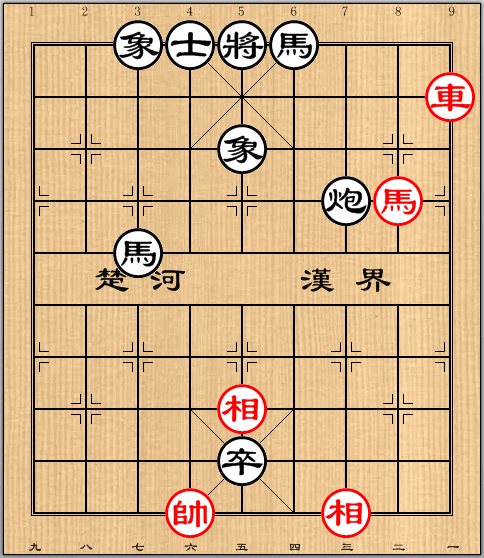 1 2 3 4 5 6 7 8 9
象 士 將 馬
車
象
炮 馬
馬
楚 河 漢 界
相
卒
帥 相
九 八 七 六 五 四 三 二 一